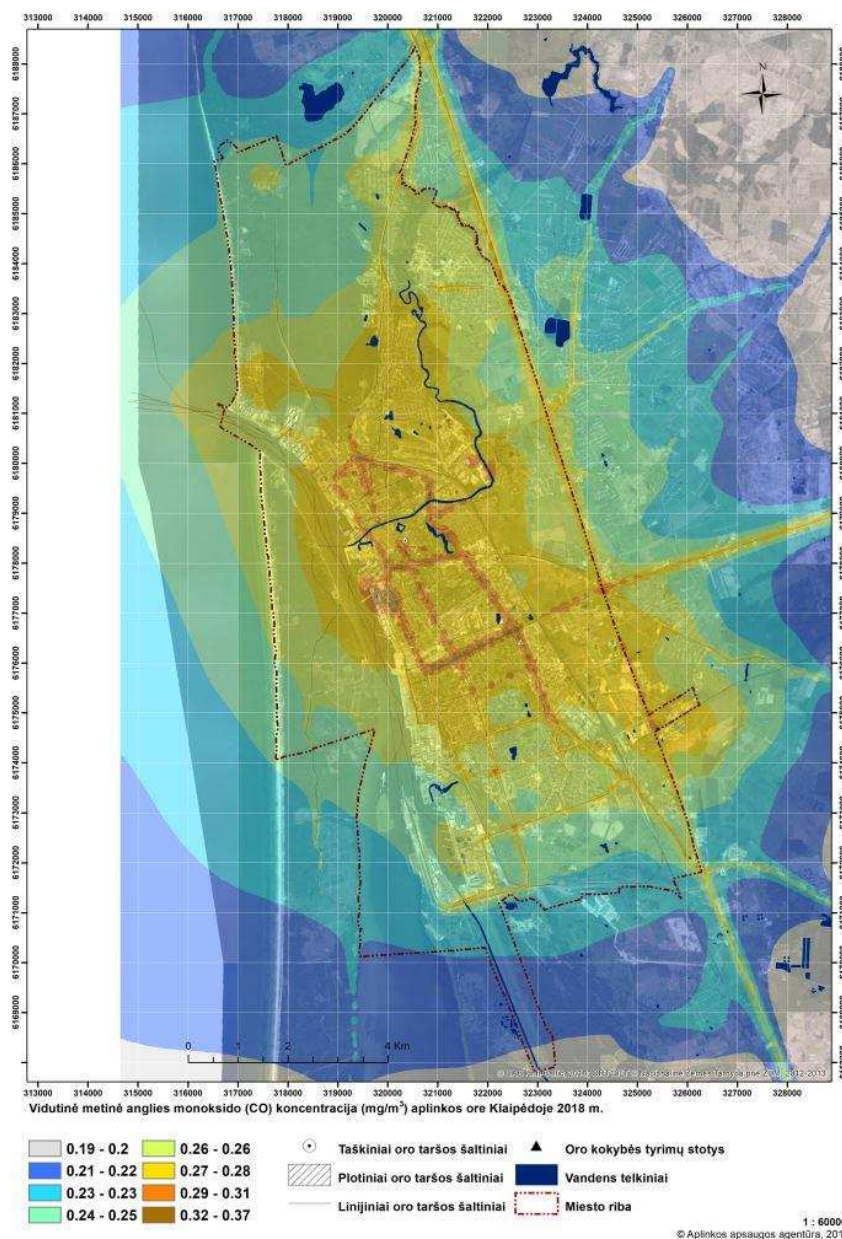 313000 314000 315000 316000 317000 318000 319000 320000 321000 322000 323000 324000 325000 326000 327000 328000
N
6188000
6187000
6186000
6185000
6184000
6183000
6182000
6181000
6180000
6179000
6178000
6177000
6176000
6175000
6174000
6173000
6172000
6171000
6170000
6169000
0 2 4 Km
313000 314000 315000 316000 317000 318000 319000 320000 321000 322000 323000 324000 325000 326000 327000 328000
Vidutinė metinė anglies monoksido (CO) koncentracija (mg/m³) aplinkos ore Klaipėdoje 2018 m.
0.19 - 0.2 0.26 - 0.26 Taškiniai oro taršos šaltiniai Oro kokybės tyrimų stotys
0.21 - 0.22 0.27 - 0.28 Plotiniai oro taršos šaltiniai Vandens telkiniai
0.23 - 0.23 0.29 - 0.31 Linijiniai oro taršos šaltiniai Miesto riba
0.24 - 0.25 0.32 - 0.37
1 : 6000
© Aplinkos apsaugos agentūra, 201